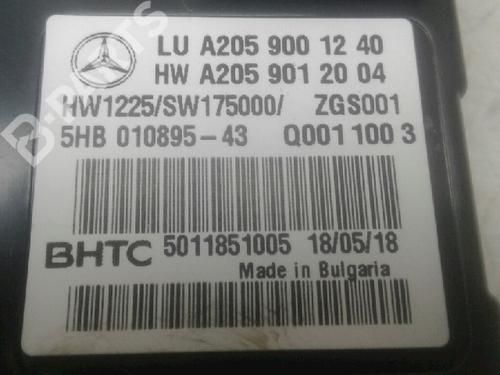 LU A205 900 12 40
HW A205 901 20 04
HW1225/SW175000/ ZGS001
5HB 010895-43 Q001 100 3
BHTC 5011851005 18/05/18
Made in Bulgaria
B-PARTS